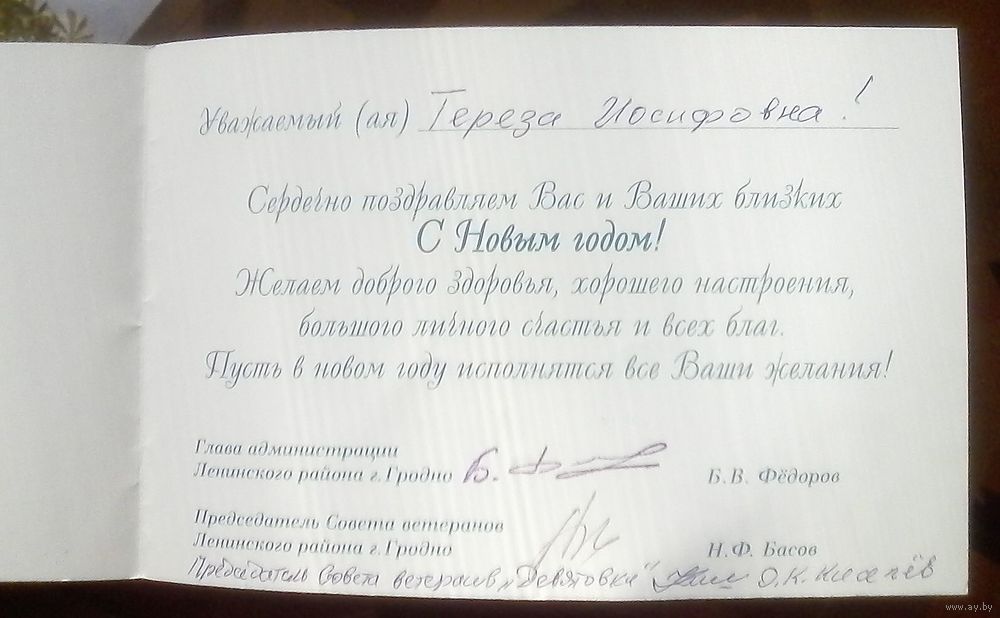 Уважаемый (ая) Тереза Иосифовна!
Сердечно поздравляем Вас и Ваших близких
С Новым годом!
Желаем доброго здоровья, хорошего настроения,
большого личного счастья и всех благ.
Пусть в новом году исполнятся все Ваши желания!
Глава администрации
Ленинского района г.Гродно
Б.В. Фёдоров
Председатель Совета ветеранов
Ленинского района г.Гродно
Н.Ф. Басов
Председатель Совета ветеранов „Девятовка" О.К.
www.ay.by